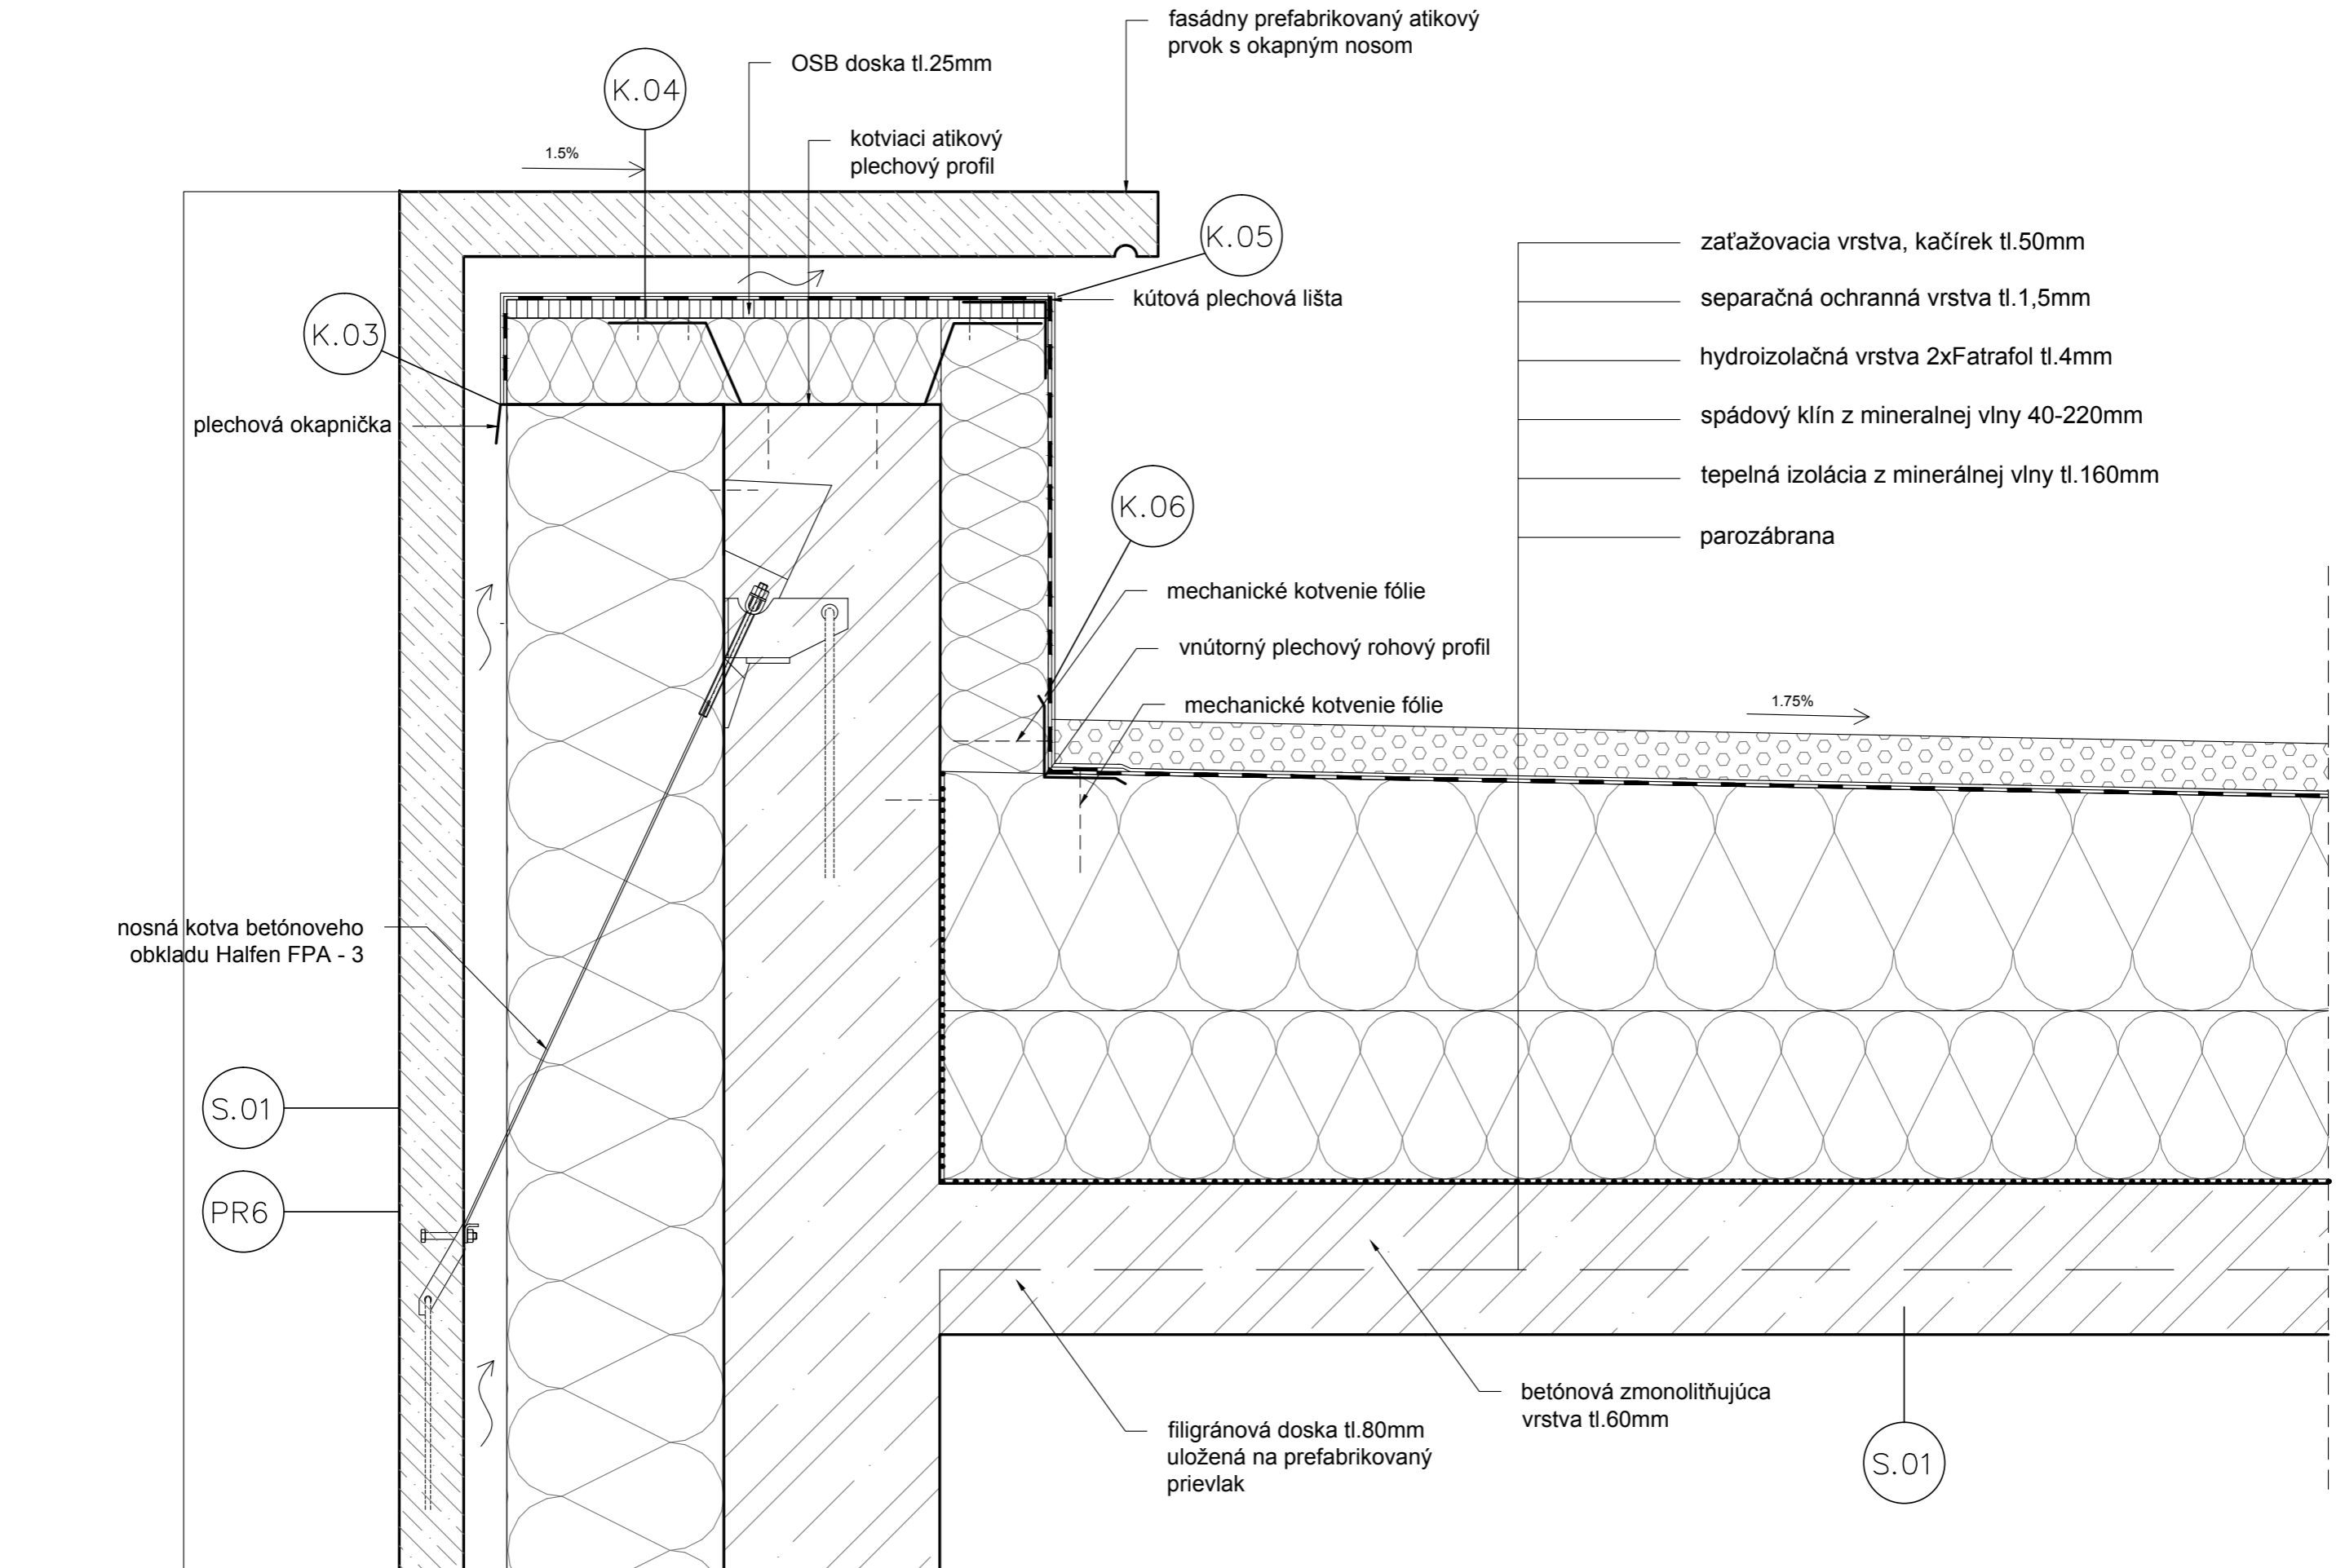 fasádny prefabrikovaný atikový
prvok s okapným nosom
OSB doska tl.25mm
K.04
kotviaci atikový
plechový profil
1.5%
K.05
kútová plechová lišta
K.03
plechová okapnička
zaťažovacia vrstva, kačírek tl.50mm
separačná ochranná vrstva tl.1,5mm
hydroizolačná vrstva 2xFatrafol tl.4mm
spádový klín z mineralnej vlny 40-220mm
tepelná izolácia z minerálnej vlny tl.160mm
parozábrana
K.06
mechanické kotvenie fólie
vnútorný plechový rohový profil
mechanické kotvenie fólie
1.75%
nosná kotva betónoveho
obkladu Halfen FPA - 3
S.01
PR6
betónová zmonolitňujúca
vrstva tl.60mm
filigránová doska tl.80mm
uložená na prefabrikovaný
prievlak
S.01